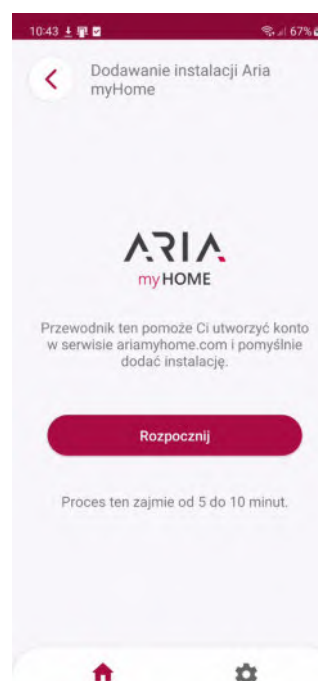 10:43
67%
Dodawanie instalacji Aria
myHome
ARIA
myHOME
Przewodnik ten pomoże Ci utworzyć konto
w serwisie ariamyhome.com i pomyślnie
dodać instalację.
Rozpocznij
Proces ten zajmie od 5 do 10 minut.